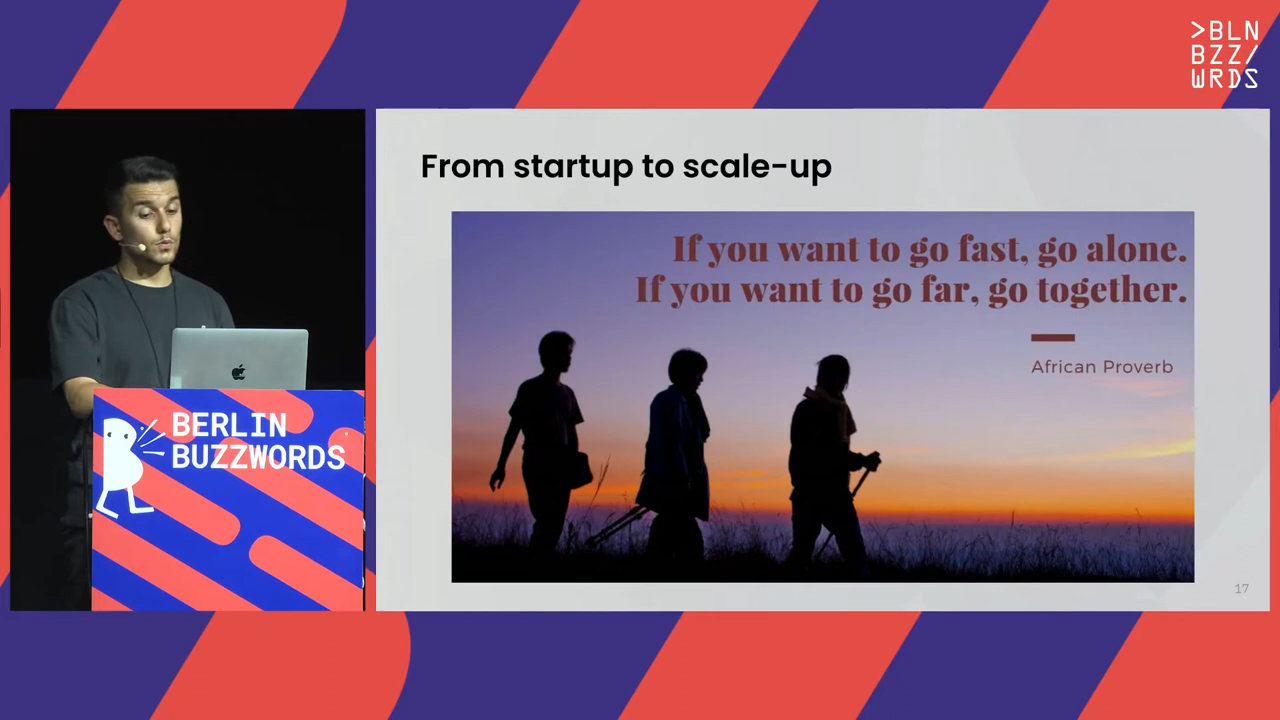 >BLN
BZZ/
WRDS
From startup to scale-up
If you want to go fast, go alone.
If you want to go far, go together.
African Proverb
BERLIN
BUZZWORDS
17